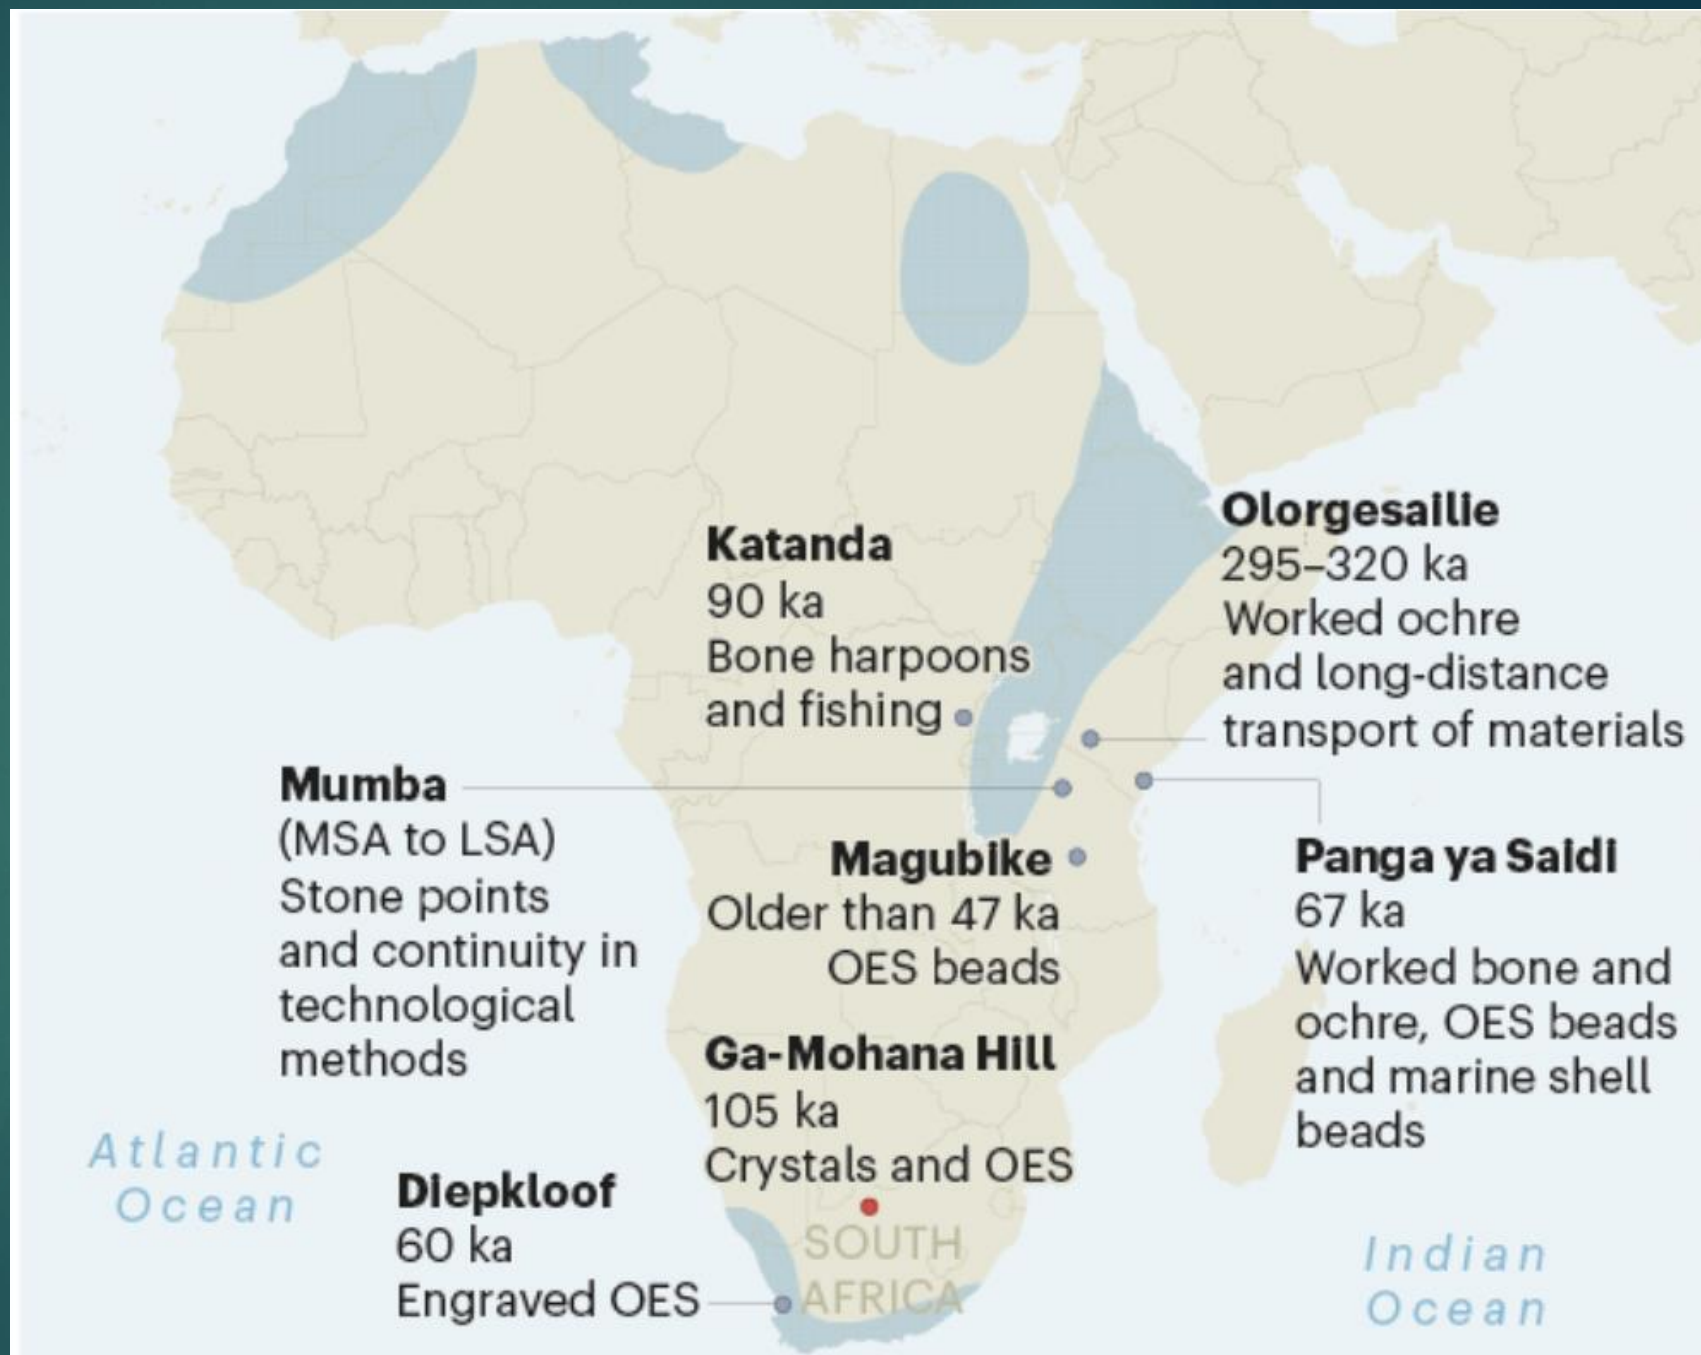 Katanda
90 ka
Bone harpoons
and fishing
Olorgesailie
295–320 ka
Worked ochre
and long-distance
transport of materials
Mumba
(MSA to LSA)
Stone points
and continuity in
technological
methods
Magubike
Older than 47 ka
OES beads
Panga ya Saidi
67 ka
Worked bone and
ochre, OES beads
and marine shell
beads
Ga-Mohana Hill
105 ka
Crystals and OES
Diepkloof
60 ka
Engraved OES
SOUTH
AFRICA
Atlantic
Ocean
Indian
Ocean